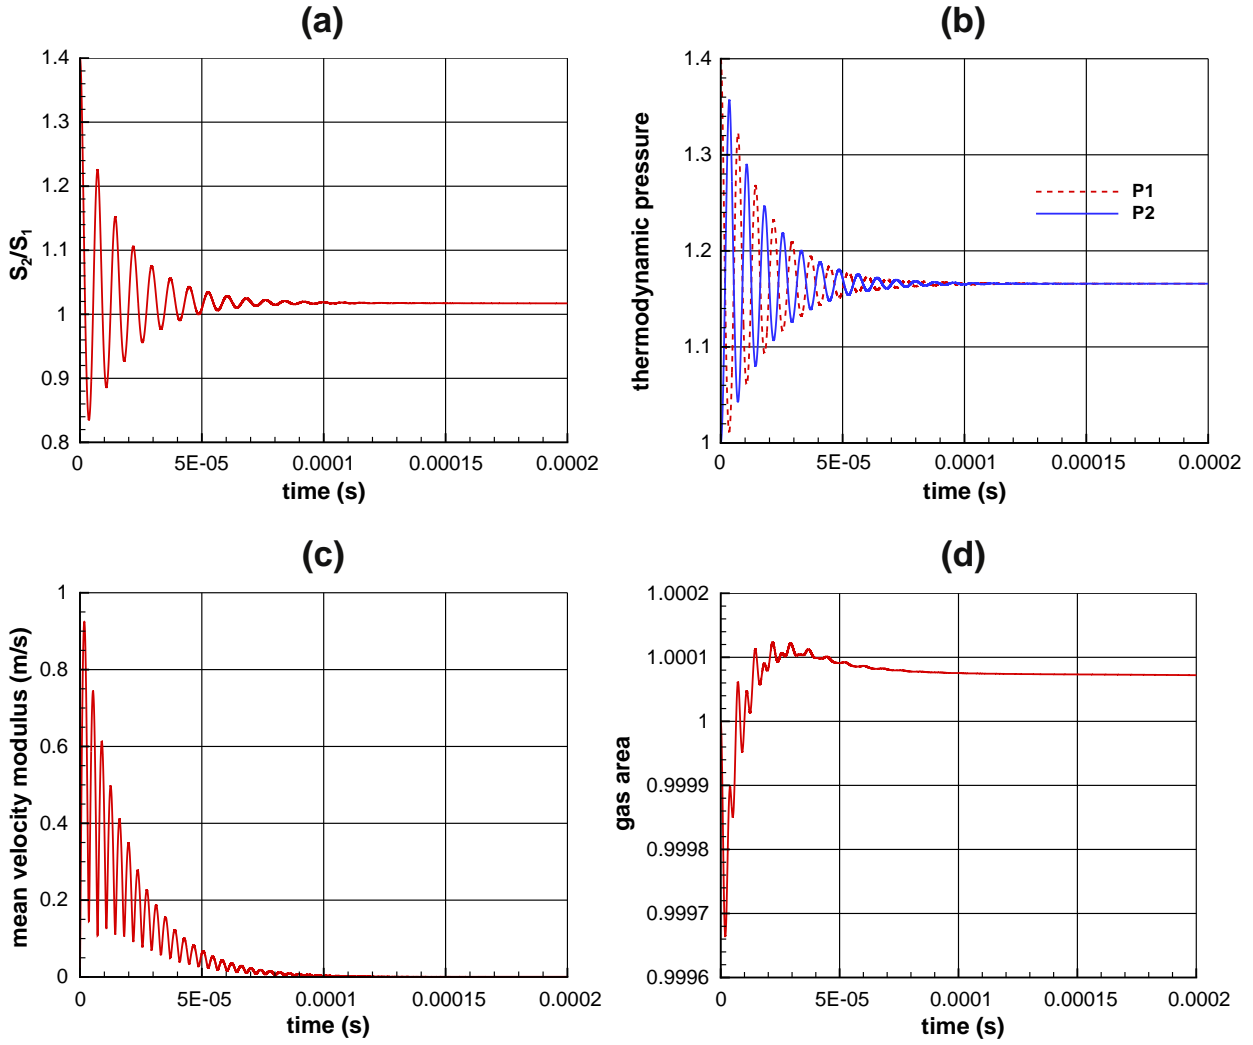 (a)
1.4
1.3
1.2
1.1
1
0.9
0.8
S2/S1
0
5E-05
0.0001
0.00015
0.0002
time (s)
(b)
1.4
1.3
1.2
1.1
1
thermodynamic pressure
P1
P2
0
5E-05
0.0001
0.00015
0.0002
time (s)
(c)
1
0.8
0.6
0.4
0.2
0
mean velocity modulus (m/s)
0
5E-05
0.0001
0.00015
0.0002
time (s)
(d)
1.0002
1.0001
1
0.9999
0.9998
0.9997
0.9996
gas area
0
5E-05
0.0001
0.00015
0.0002
time (s)